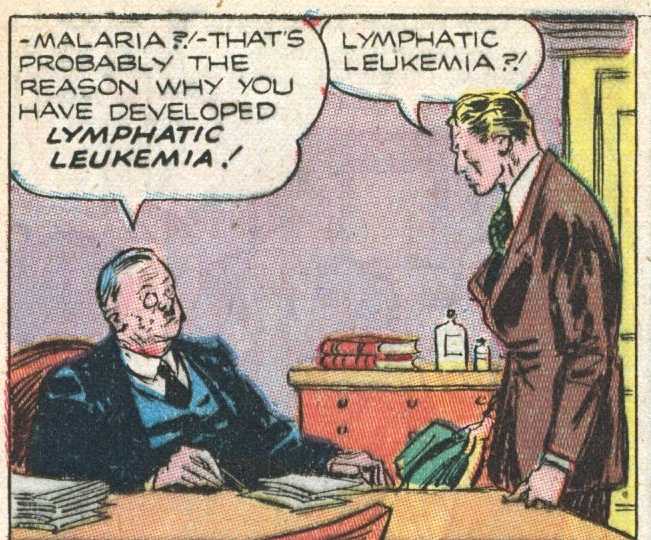 -MALARIA?!-THAT'S
PROBABLY THE
REASON WHY YOU
HAVE DEVELOPED
LYMPHATIC
LEUKEMIA!
LYMPHATIC
LEUKEMIA?!